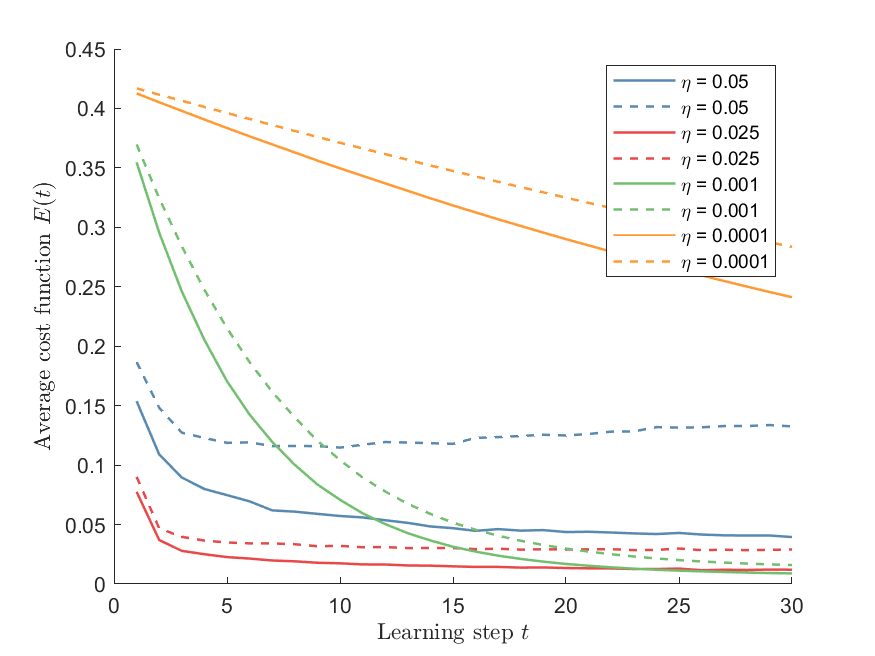 0.45
0.4
0.35
0.3
0.25
0.2
0.15
0.1
0.05
0
0 5 10 15 20 25 30
Average cost function E(t)
Learning step t
η = 0.05
η = 0.05
η = 0.025
η = 0.025
η = 0.001
η = 0.001
η = 0.0001
η = 0.0001